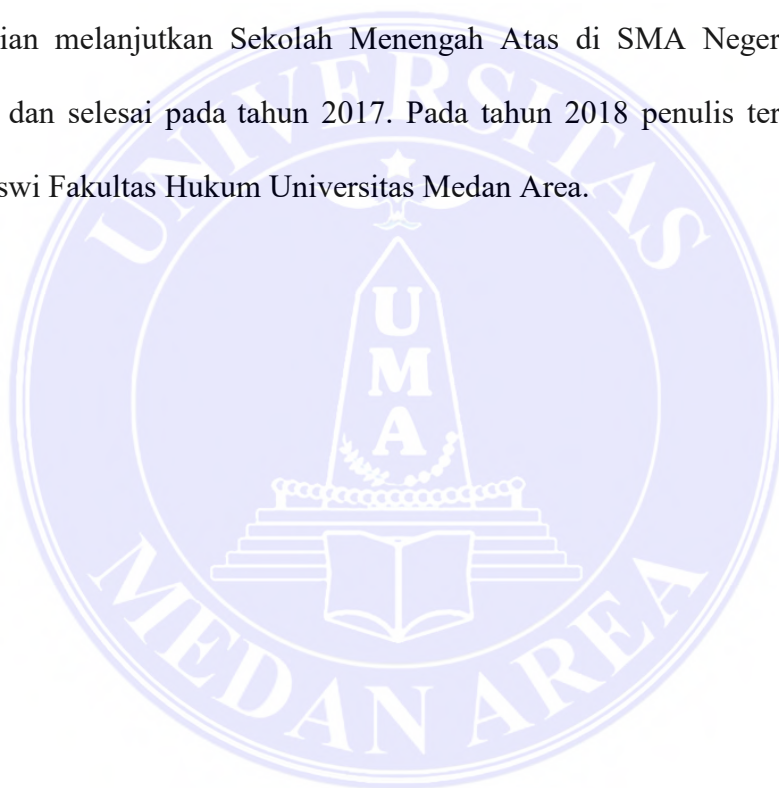 ian melanjutkan Sekolah Menengah Atas di SMA Neger
dan selesai pada tahun 2017. Pada tahun 2018 penulis ter
swi Fakultas Hukum Universitas Medan Area.
UNIVERSITAS
U
M
A
MEDAN AREA